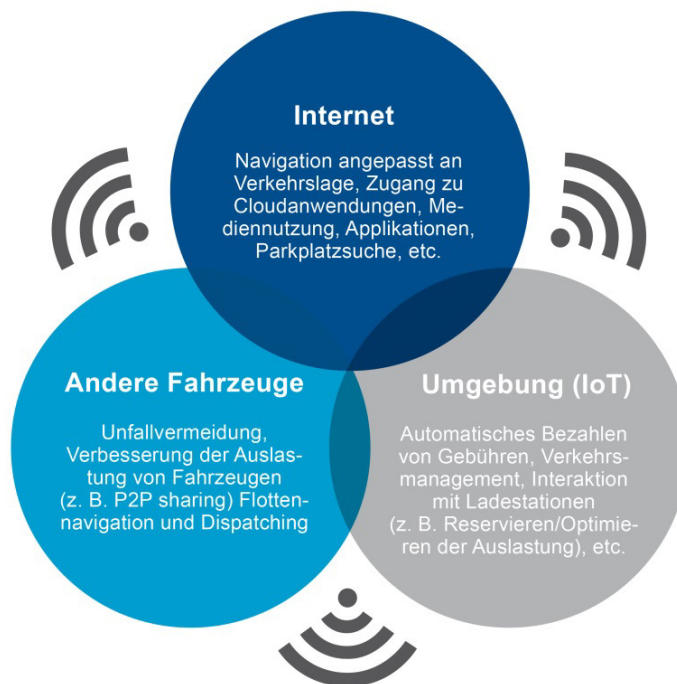 Internet
Navigation angepasst an
Verkehrslage, Zugang zu
Cloudanwendungen, Me-
diennutzung, Applikationen,
Parkplatzsuche, etc.
Andere Fahrzeuge
Unfallvermeidung,
Verbesserung der Auslas-
tung von Fahrzeugen
(z. B. P2P sharing) Flotten-
navigation und Dispatching
Umgebung (IoT)
Automatisches Bezahlen
von Gebühren, Verkehrs-
management, Interaktion
mit Ladestationen
(z. B. Reservieren/Optimie-
ren der Auslastung), etc.